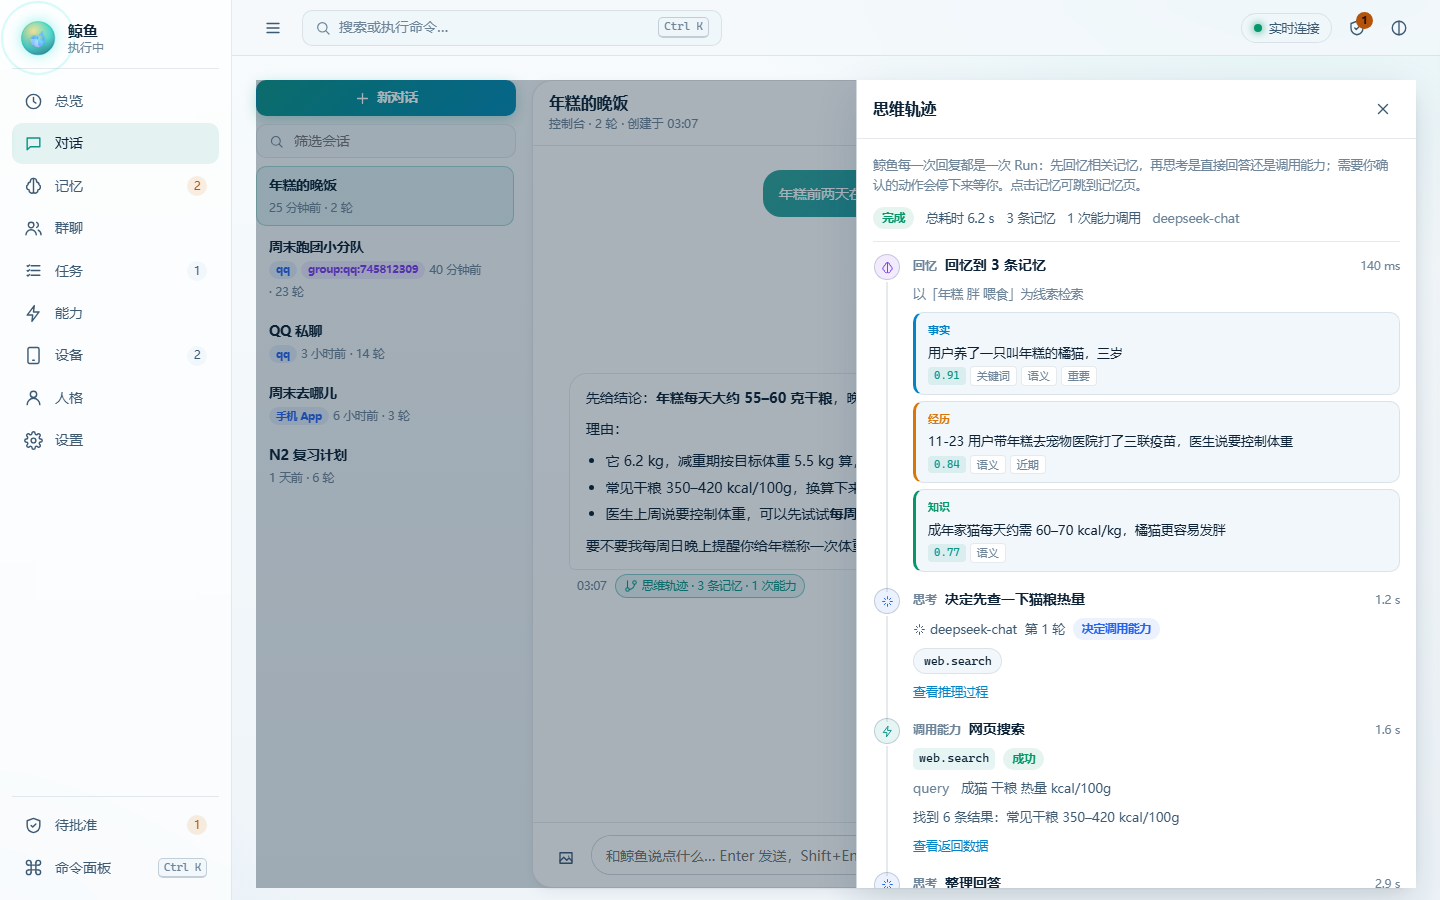 鲸鱼
执行中
总览
对话
记忆 2
群聊
任务 1
能力
设备 2
人格
设置
待批准 1
命令面板 Ctrl K
搜索或执行命令… Ctrl K
实时连接
1
新对话
筛选会话
年糕的晚饭
25 分钟前 · 2 轮
周末跑团小分队
qq group:qq:745812309 40 分钟前
· 23 轮
QQ 私聊
qq 3 小时前 · 14 轮
周末去哪儿
手机 App 6 小时前 · 3 轮
N2 复习计划
1 天前 · 6 轮
年糕的晚饭
控制台 · 2 轮 · 创建于 03:07
年糕前两天在
先给结论：年糕每天大约 55–60 克干粮，晚
理由：
它 6.2 kg，减重期按目标体重 5.5 kg 算，
常见干粮 350–420 kcal/100g，换算下来
医生上周说要控制体重，可以先试试每周
要不要我每周日晚上提醒你给年糕称一次体重
03:07 思维轨迹 · 3 条记忆 · 1 次能力
和鲸鱼说点什么… Enter 发送，Shift+En
思维轨迹
鲸鱼每一次回复都是一次 Run：先回忆相关记忆，再思考是直接回答还是调用能力；需要你确
认的动作会停下来等你。点击记忆可跳到记忆页。
完成 总耗时 6.2 s 3 条记忆 1 次能力调用 deepseek-chat
回忆 回忆到 3 条记忆 140 ms
以「年糕 胖 喂食」为线索检索
事实
用户养了一只叫年糕的橘猫，三岁
0.91 关键词 语义 重要
经历
11-23 用户带年糕去宠物医院打了三联疫苗，医生说要控制体重
0.84 语义 近期
知识
成年家猫每天约需 60–70 kcal/kg，橘猫更容易发胖
0.77 语义
思考 决定先查一下猫粮热量 1.2 s
deepseek-chat 第 1 轮 决定调用能力
web.search
查看推理过程
调用能力 网页搜索 1.6 s
web.search 成功
query 成猫 干粮 热量 kcal/100g
找到 6 条结果：常见干粮 350–420 kcal/100g
查看返回数据
思考 整理回答 2.9 s